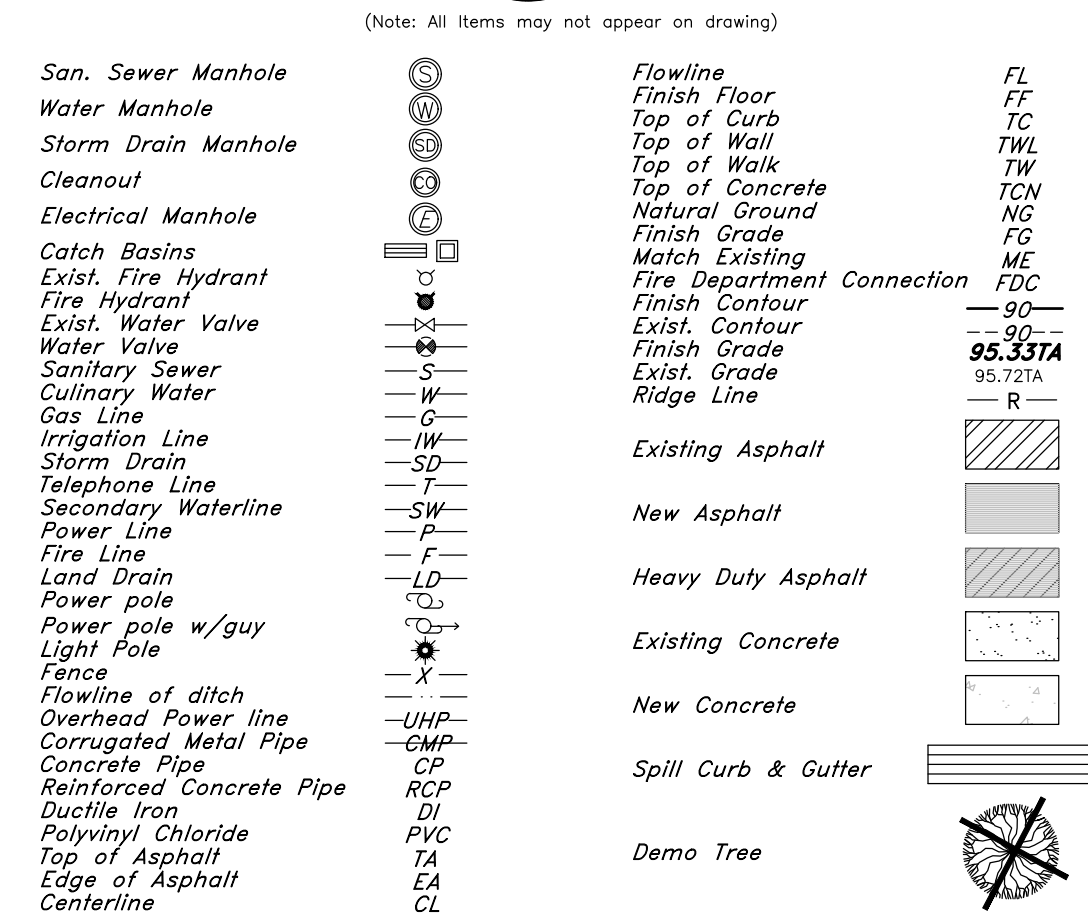 (Note: All Items may not appear on drawing)
San. Sewer Manhole S
Water Manhole W
Storm Drain Manhole SD
Cleanout CO
Electrical Manhole E
Catch Basins
Exist. Fire Hydrant
Fire Hydrant
Exist. Water Valve
Water Valve
Sanitary Sewer S
Culinary Water W
Gas Line G
Irrigation Line IW
Storm Drain SD
Telephone Line T
Secondary Waterline SW
Power Line P
Fire Line F
Land Drain LD
Power pole
Power pole w/guy
Light Pole
Fence X
Flowline of ditch
Overhead Power line UHP
Corrugated Metal Pipe CMP
Concrete Pipe CP
Reinforced Concrete Pipe RCP
Ductile Iron DI
Polyvinyl Chloride PVC
Top of Asphalt TA
Edge of Asphalt EA
Centerline CL
Flowline FL
Finish Floor FF
Top of Curb TC
Top of Wall TWL
Top of Walk TW
Top of Concrete TCN
Natural Ground NG
Finish Grade FG
Match Existing ME
Fire Department Connection FDC
Finish Contour 90
Exist. Contour 90
Finish Grade 95.33TA
Exist. Grade 95.72TA
Ridge Line R
Existing Asphalt
New Asphalt
Heavy Duty Asphalt
Existing Concrete
New Concrete
Spill Curb & Gutter
Demo Tree